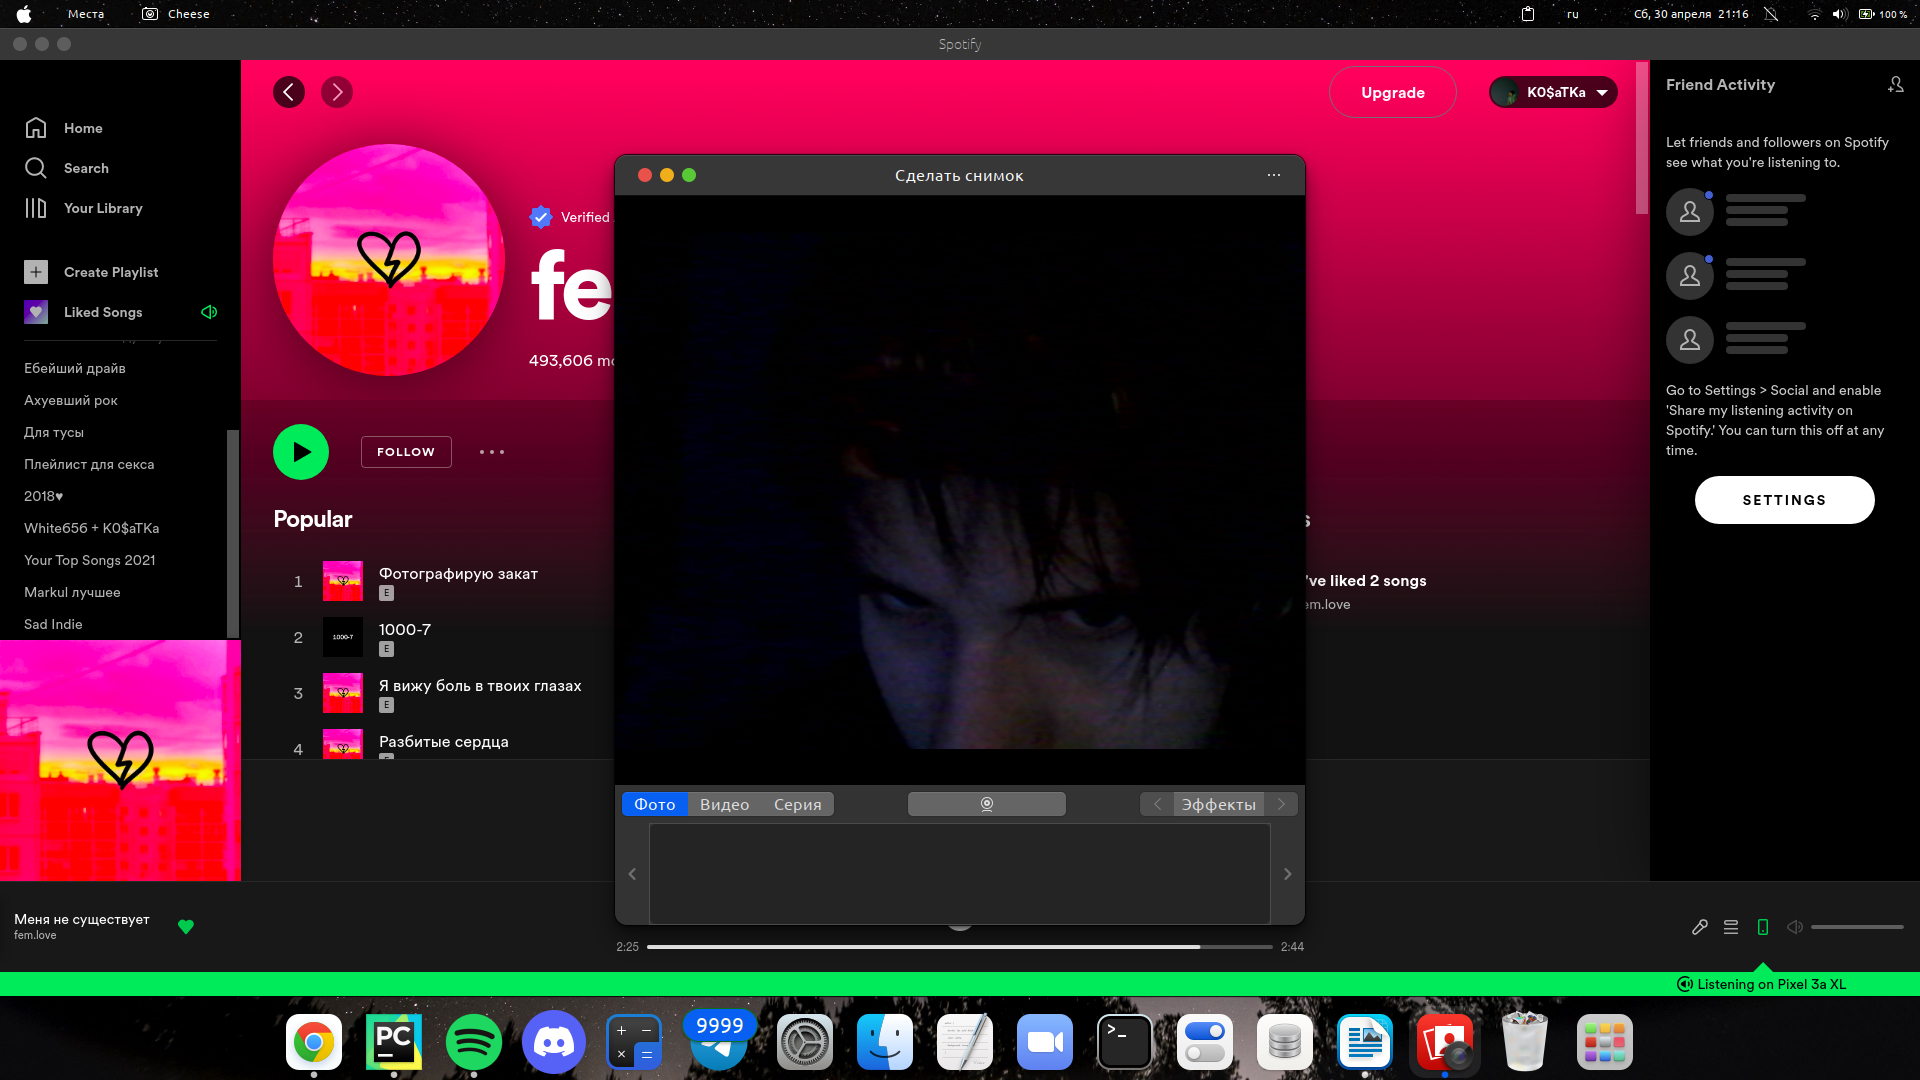 Места
Cheese
ru
Сб, 30 апреля 21:16
100 %
Spotify
Home
Search
Your Library
Create Playlist
Liked Songs
Ебейший драйв
Ахуевший рок
Для тусы
Плейлист для секса
2018♥
White656 + K0$aTKa
Your Top Songs 2021
Markul лучшее
Sad Indie
Upgrade
K0$aTKa
Verified
fe
493,606
FOLLOW
Popular
1
Фотографирую закат
E
2
1000-7
1000-7
E
3
Я вижу боль в твоих глазах
E
4
Разбитые сердца
Сделать снимок
Фото
Видео
Серия
Эффекты
've liked 2 songs
em.love
Friend Activity
Let friends and followers on Spotify
see what you're listening to.
Go to Settings > Social and enable
'Share my listening activity on
Spotify.' You can turn this off at any
time.
SETTINGS
Меня не существует
fem.love
2:25
2:44
Listening on Pixel 3a XL
PC
9999
>_